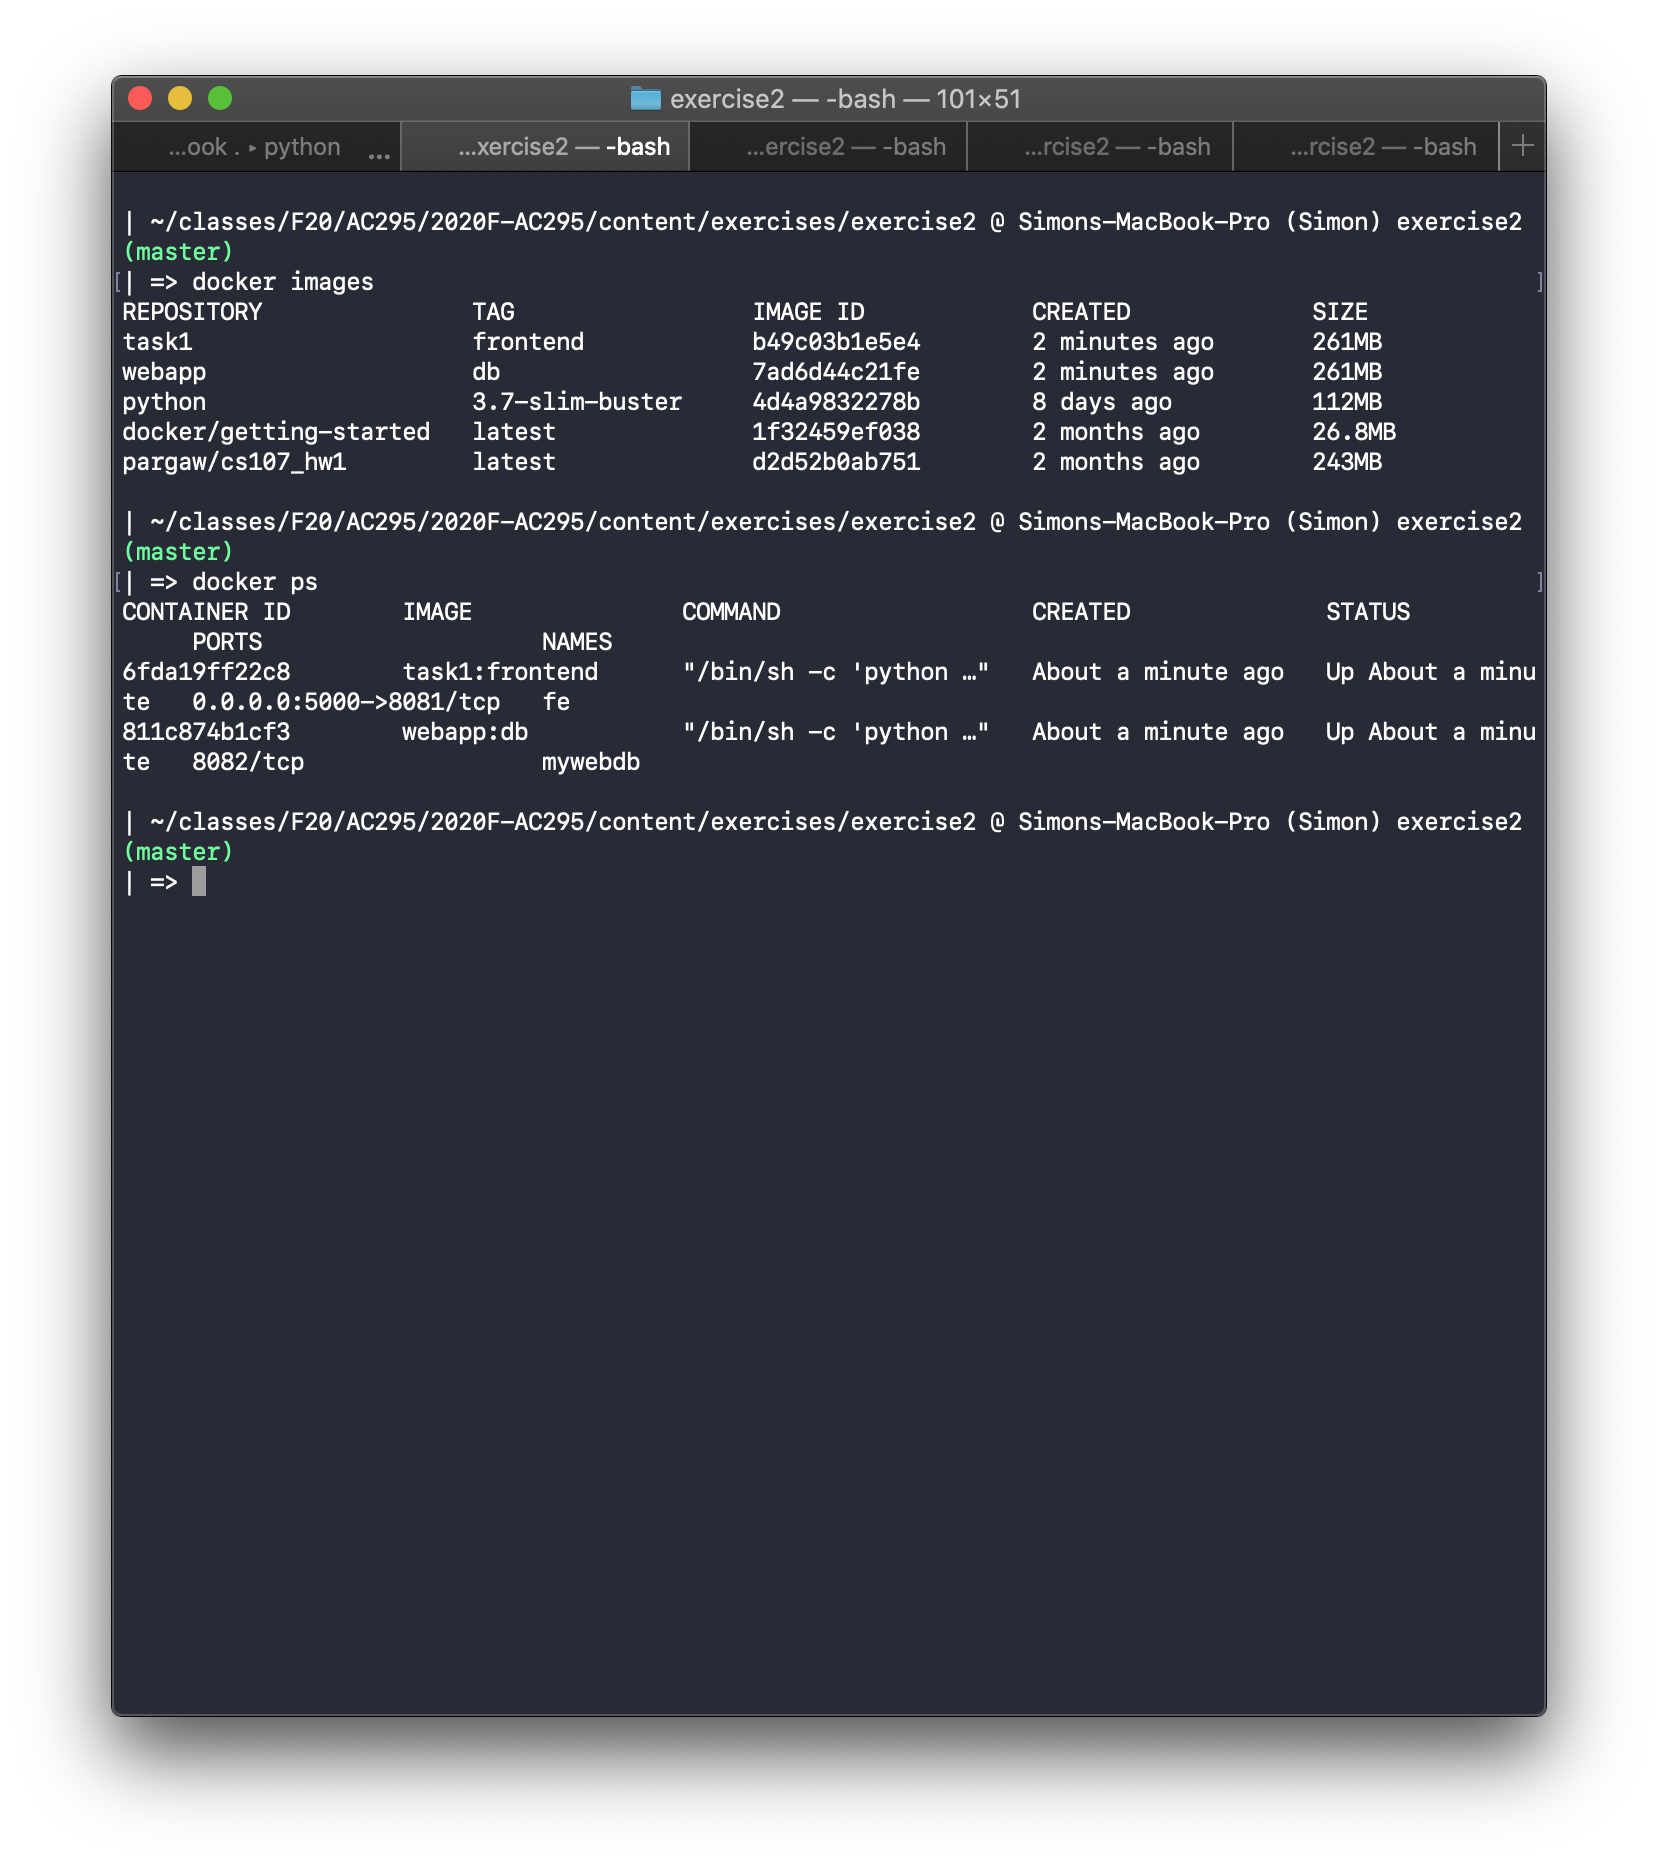 exercise2 — -bash — 101×51
...ook . ▸ python ... ...xercise2 — -bash ...ercise2 — -bash ...rcise2 — -bash ...rcise2 — -bash +
| ~/classes/F20/AC295/2020F-AC295/content/exercises/exercise2 @ Simons-MacBook-Pro (Simon) exercise2
(master)
[| => docker images ]
REPOSITORY               TAG                 IMAGE ID            CREATED             SIZE
task1                    frontend            b49c03b1e5e4        2 minutes ago       261MB
webapp                   db                  7ad6d44c21fe        2 minutes ago       261MB
python                   3.7-slim-buster     4d4a9832278b        8 days ago          112MB
docker/getting-started   latest              1f32459ef038        2 months ago        26.8MB
pargaw/cs107_hw1         latest              d2d52b0ab751        2 months ago        243MB
| ~/classes/F20/AC295/2020F-AC295/content/exercises/exercise2 @ Simons-MacBook-Pro (Simon) exercise2
(master)
[| => docker ps ]
CONTAINER ID        IMAGE               COMMAND                  CREATED              STATUS
     PORTS                    NAMES
6fda19ff22c8        task1:frontend      "/bin/sh -c 'python …"   About a minute ago   Up About a minu
te   0.0.0.0:5000->8081/tcp   fe
811c874b1cf3        webapp:db           "/bin/sh -c 'python …"   About a minute ago   Up About a minu
te   8082/tcp                 mywebdb
| ~/classes/F20/AC295/2020F-AC295/content/exercises/exercise2 @ Simons-MacBook-Pro (Simon) exercise2
(master)
| =>